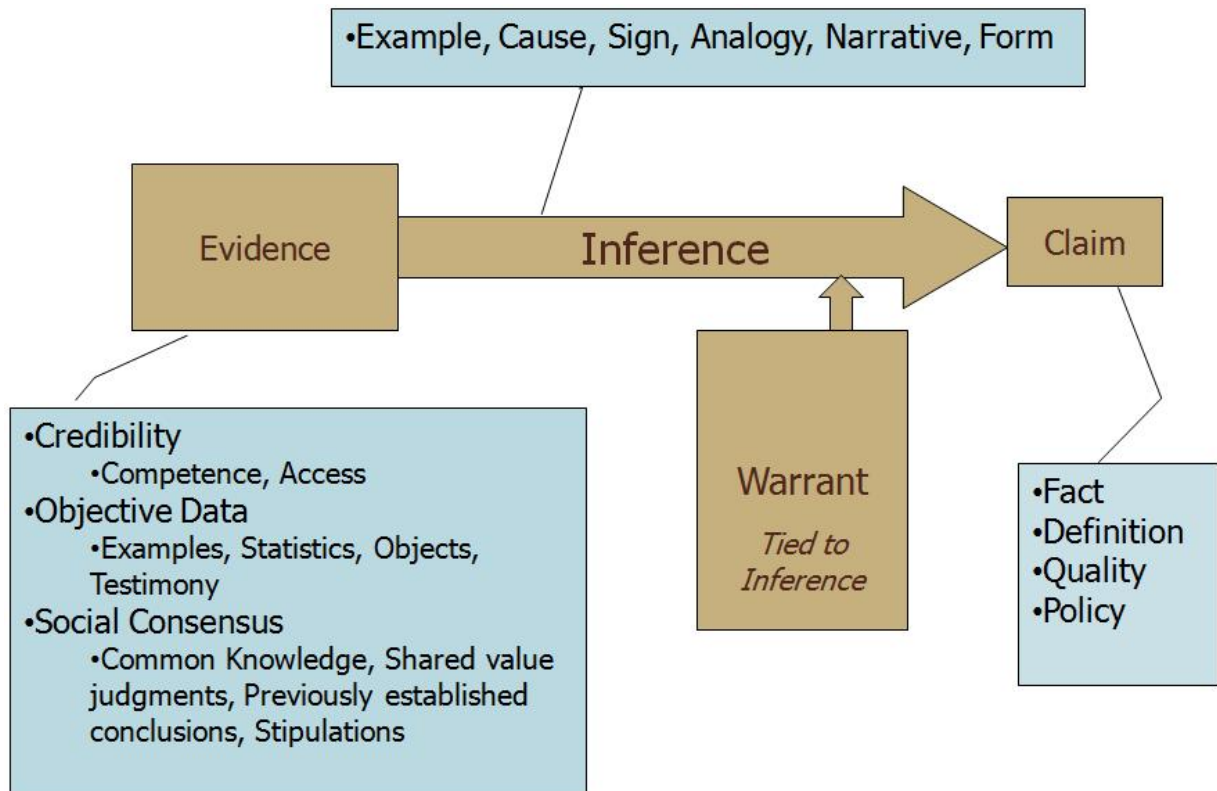 •Example, Cause, Sign, Analogy, Narrative, Form
Evidence
Inference
Claim
Warrant
Tied to
Inference
•Credibility
•Competence, Access
•Objective Data
•Examples, Statistics, Objects,
Testimony
•Social Consensus
•Common Knowledge, Shared value
judgments, Previously established
conclusions, Stipulations
•Fact
•Definition
•Quality
•Policy